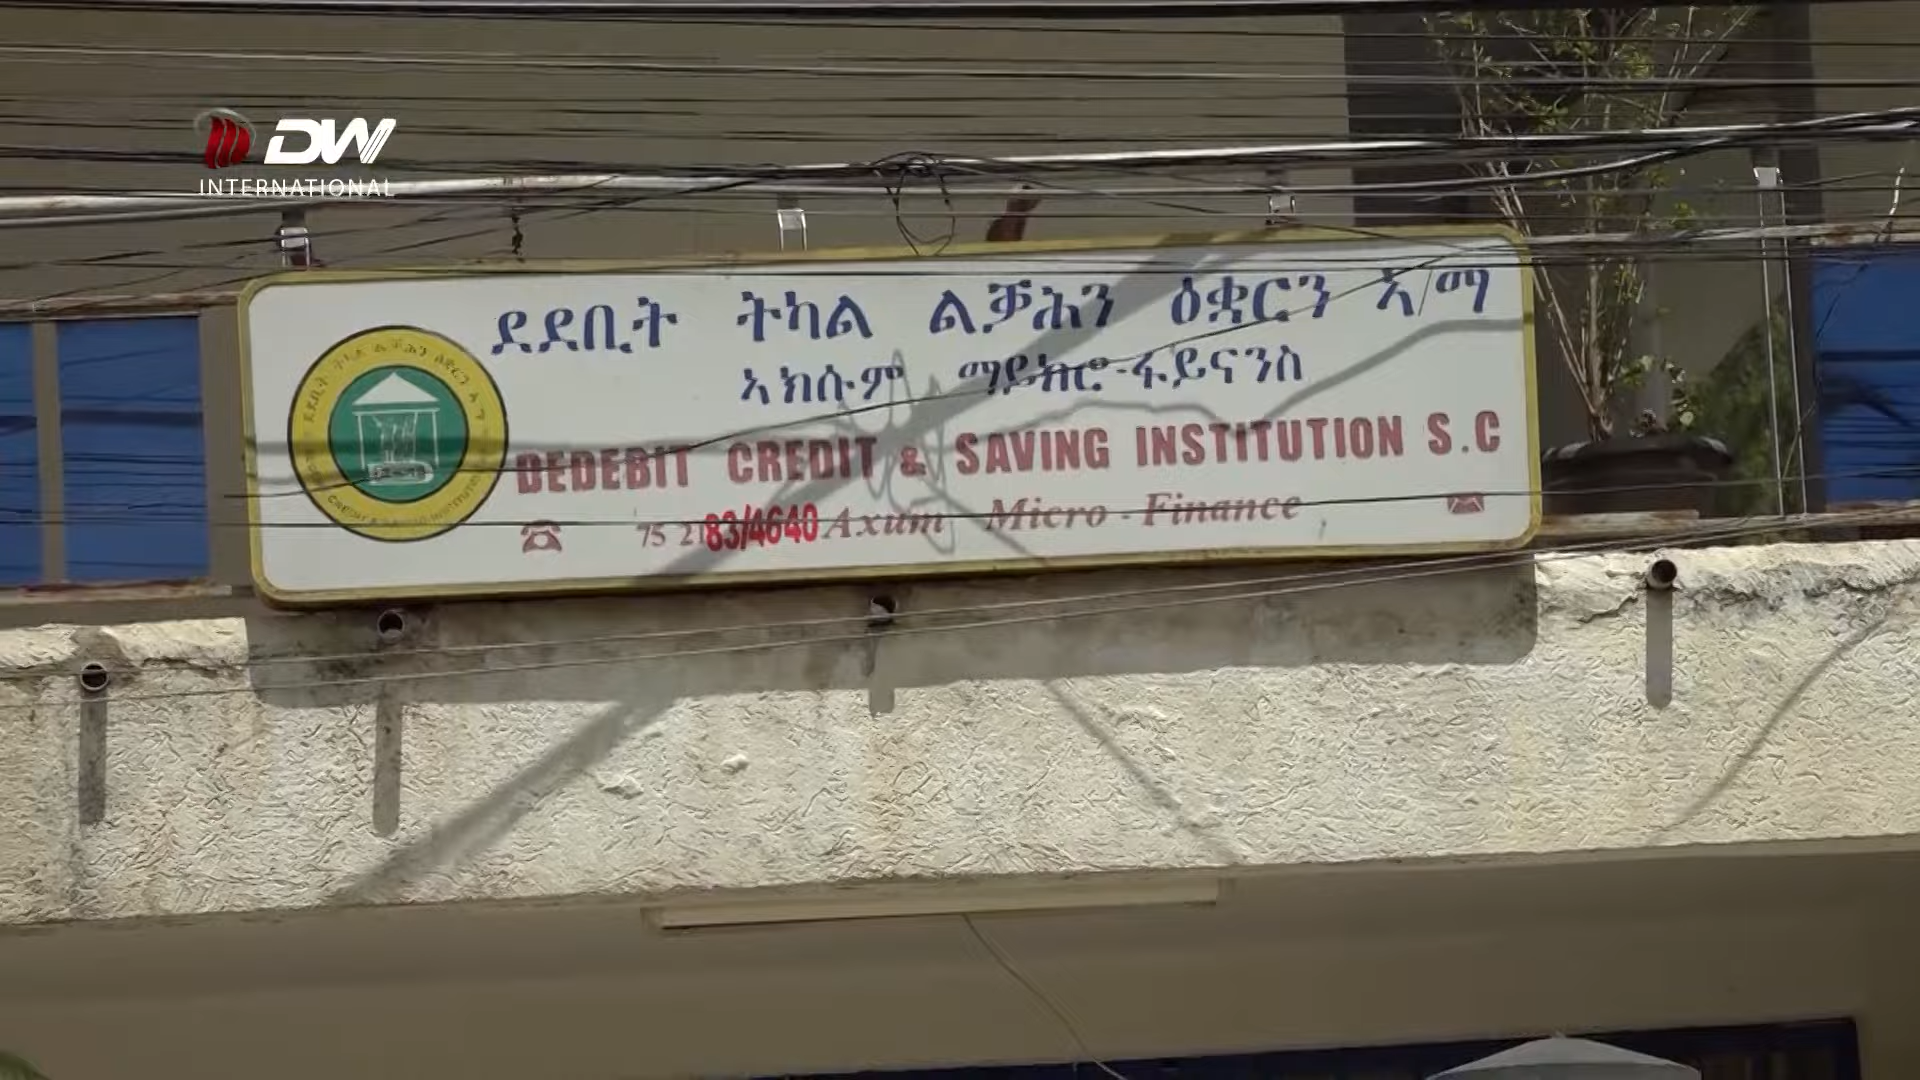 DW
INTERNATIONAL
ደደቢት ትካል ልቓሕን ዕቋርን ኣ/ማ
ኣክሱም ማይክሮ-ፋይናንስ
DEDEBIT CREDIT & SAVING INSTITUTION S.C
75 2183/4640 Axum Micro - Finance